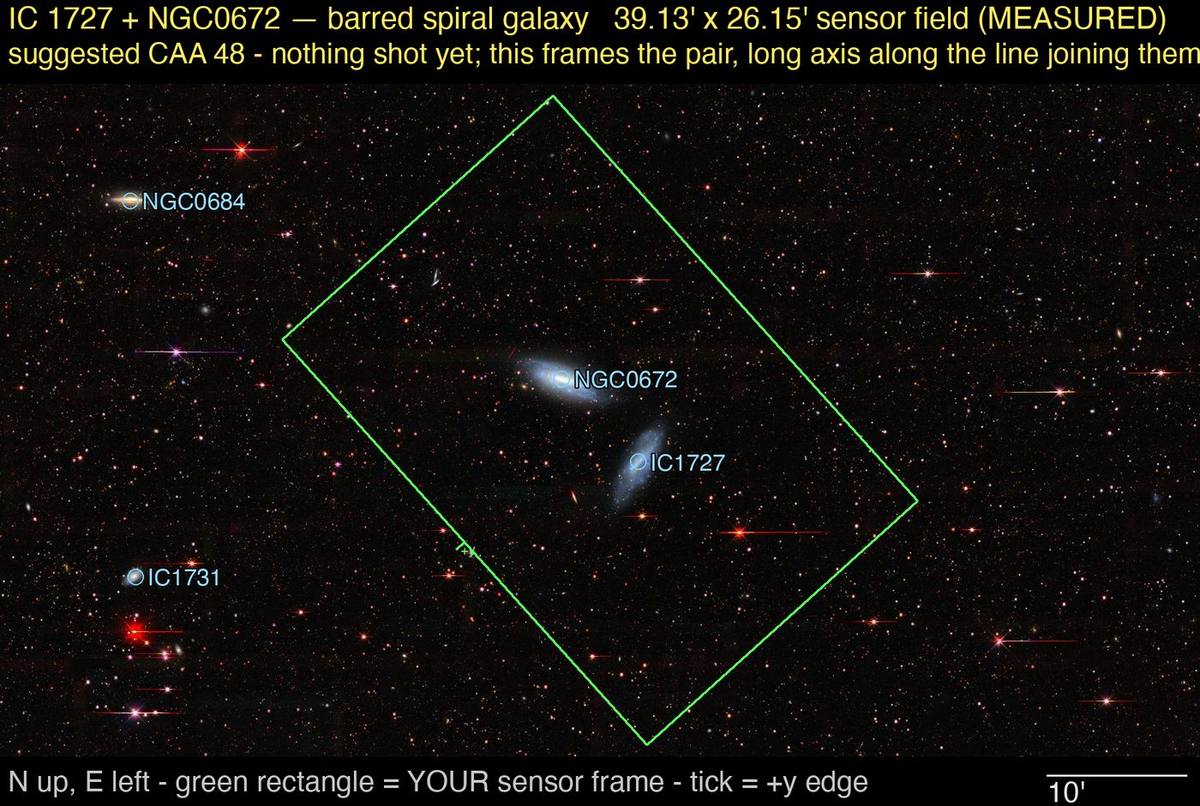 IC 1727 + NGC0672 — barred spiral galaxy 39.13' x 26.15' sensor field (MEASURED)
suggested CAA 48 - nothing shot yet; this frames the pair, long axis along the line joining them
NGC0684
NGC0672
IC1727
+y
IC1731
N up, E left - green rectangle = YOUR sensor frame - tick = +y edge
10'